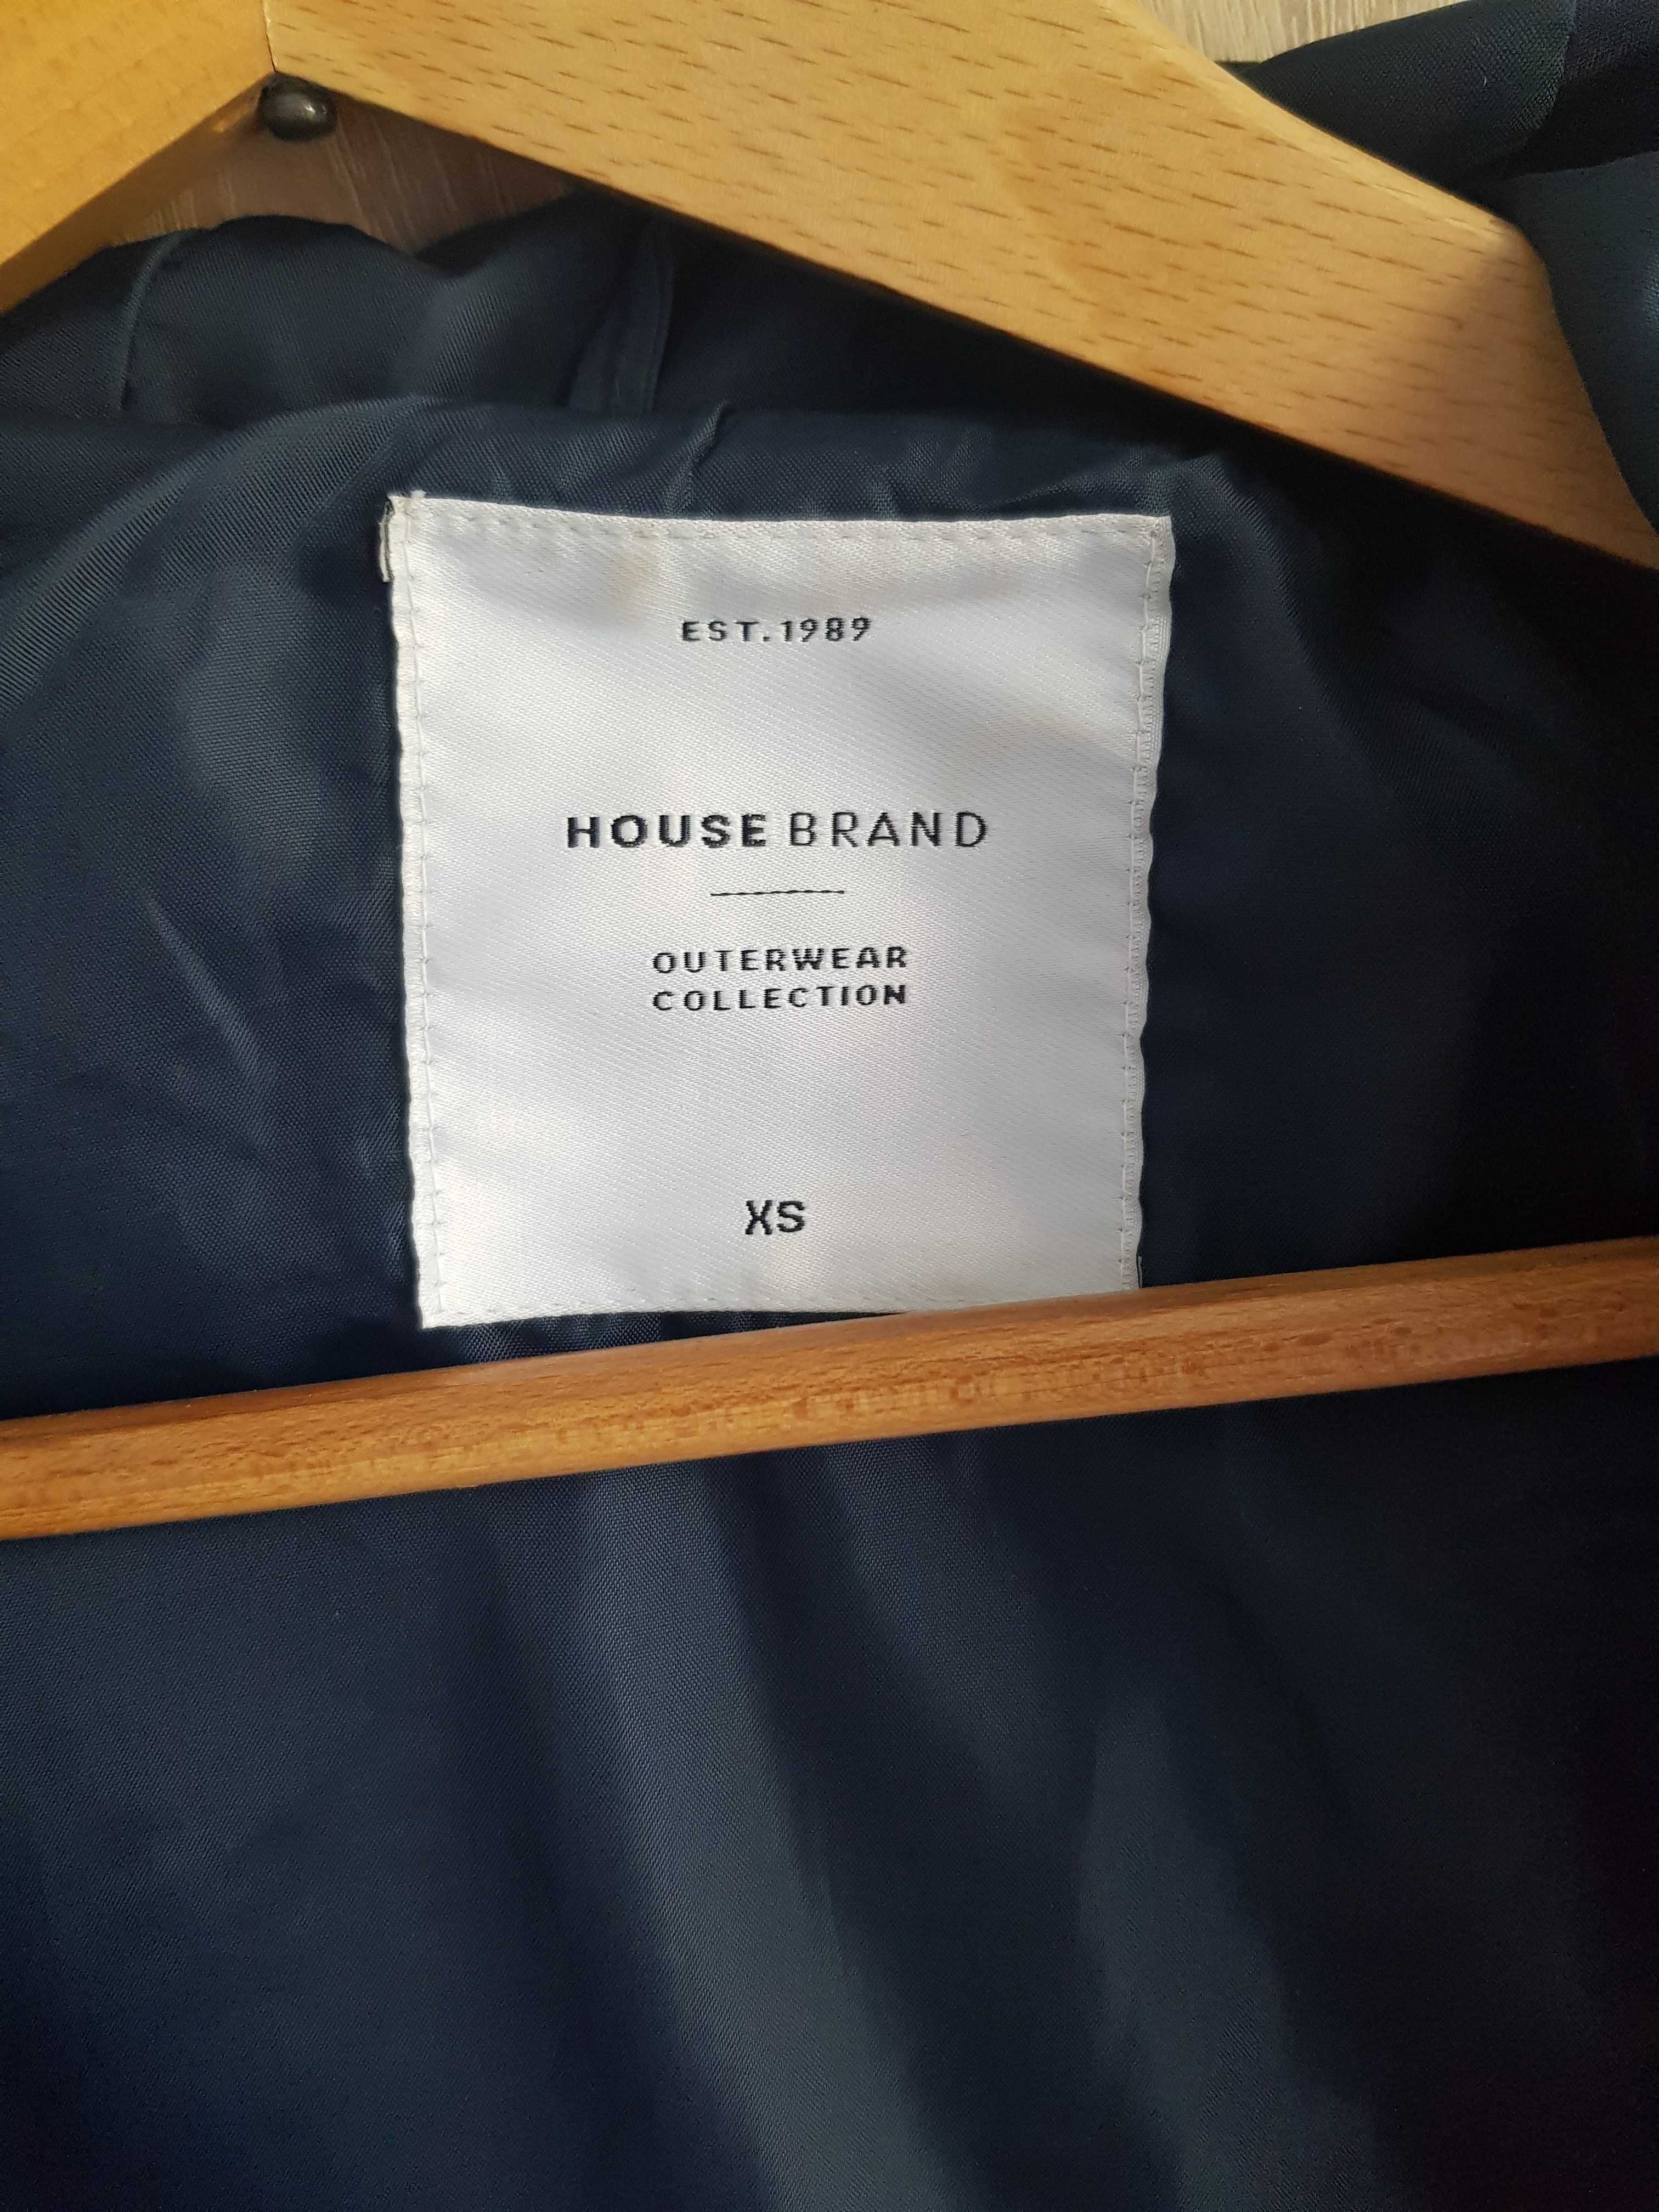 EST. 1989
HOUSE BRAND
OUTERWEAR
COLLECTION
XS